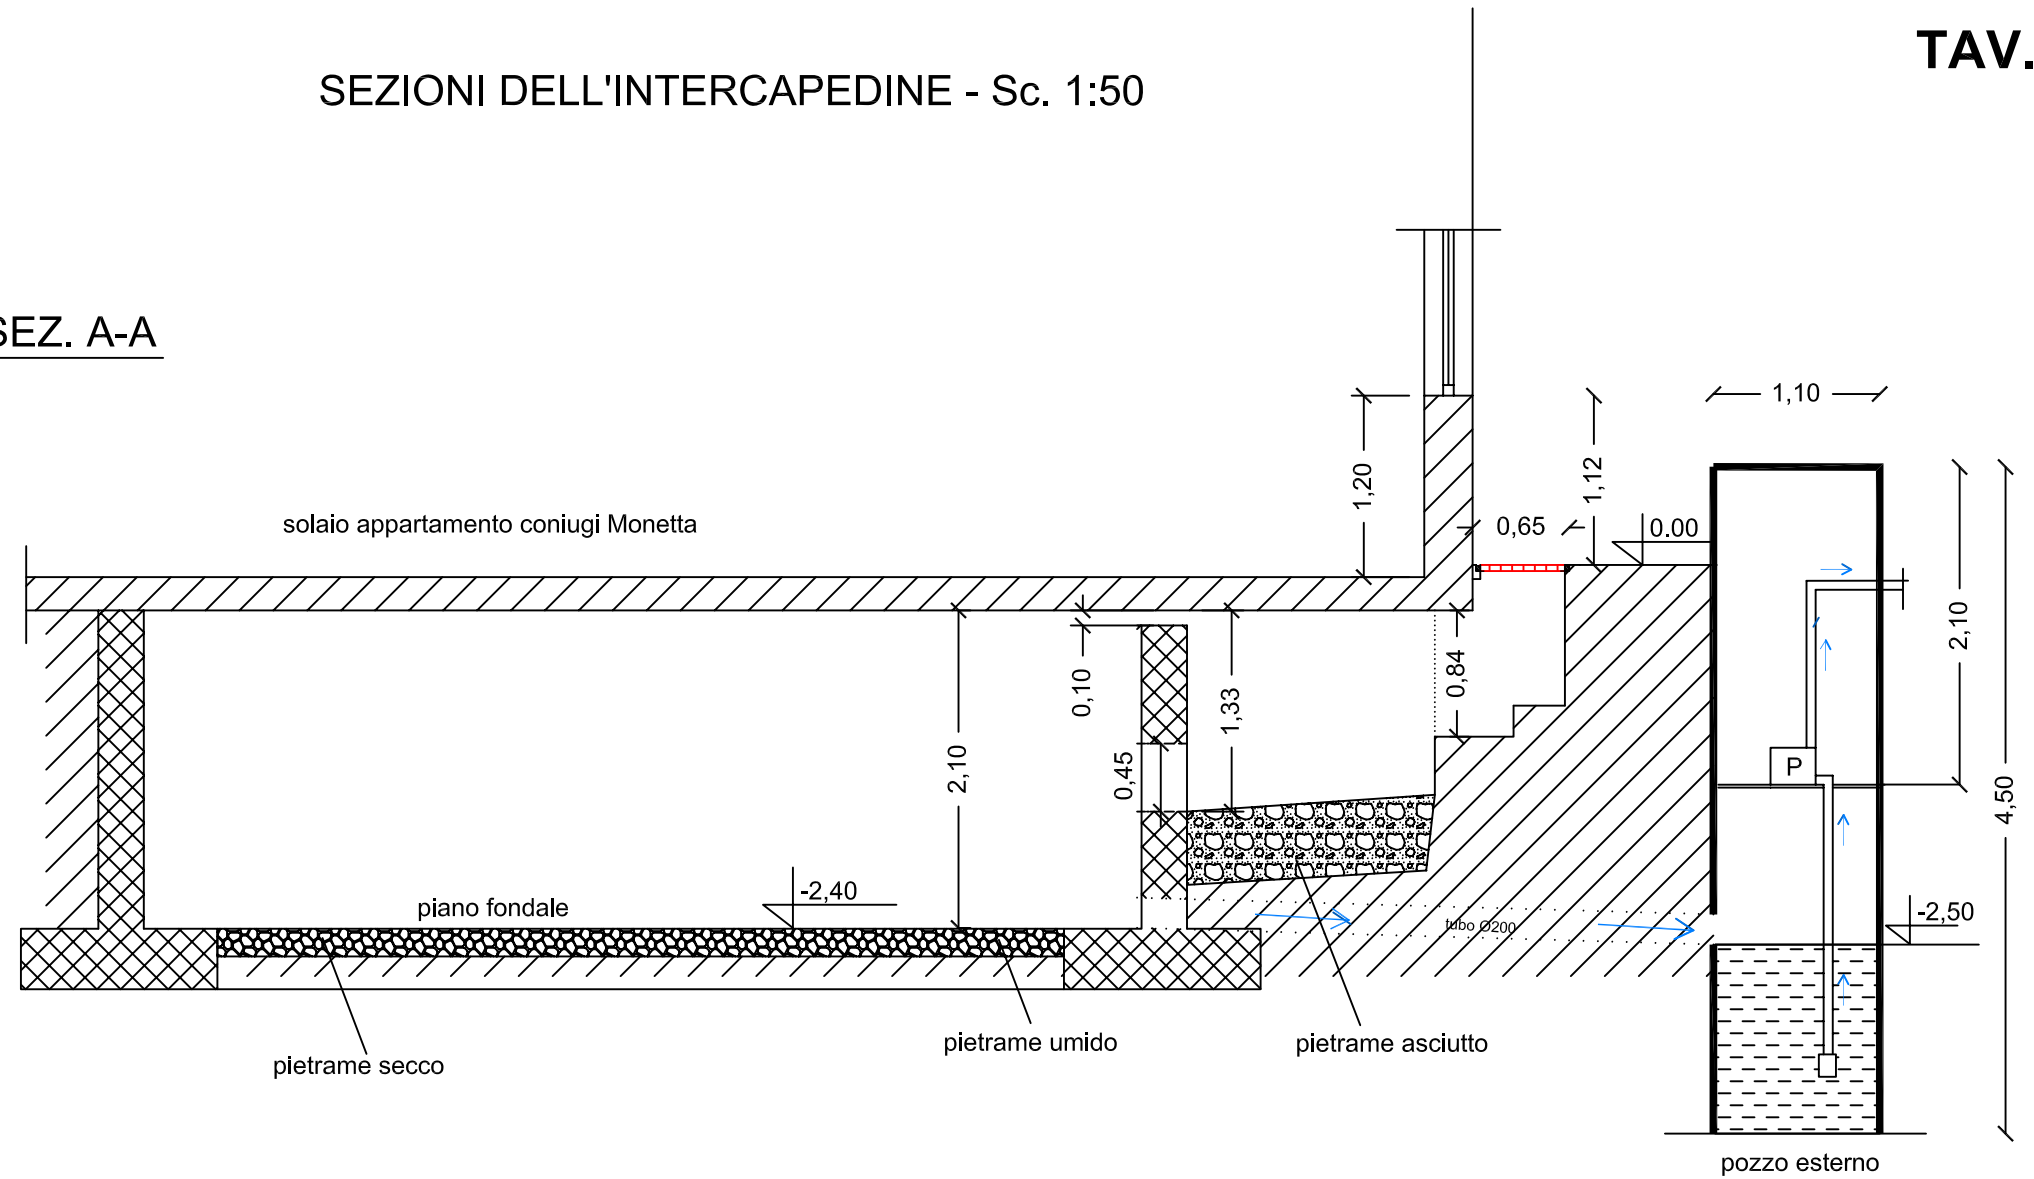 TAV.
SEZIONI DELL'INTERCAPEDINE - Sc. 1:50
SEZ. A-A
1,10
1,20
1,12
solaio appartamento coniugi Monetta
0,65
0.00
2,10
0,84
0,10
1,33
2,10
0,45
P
4,50
-2,40
piano fondale
-2,50
tubo O200
pietrame secco
pietrame umido
pietrame asciutto
pozzo esterno